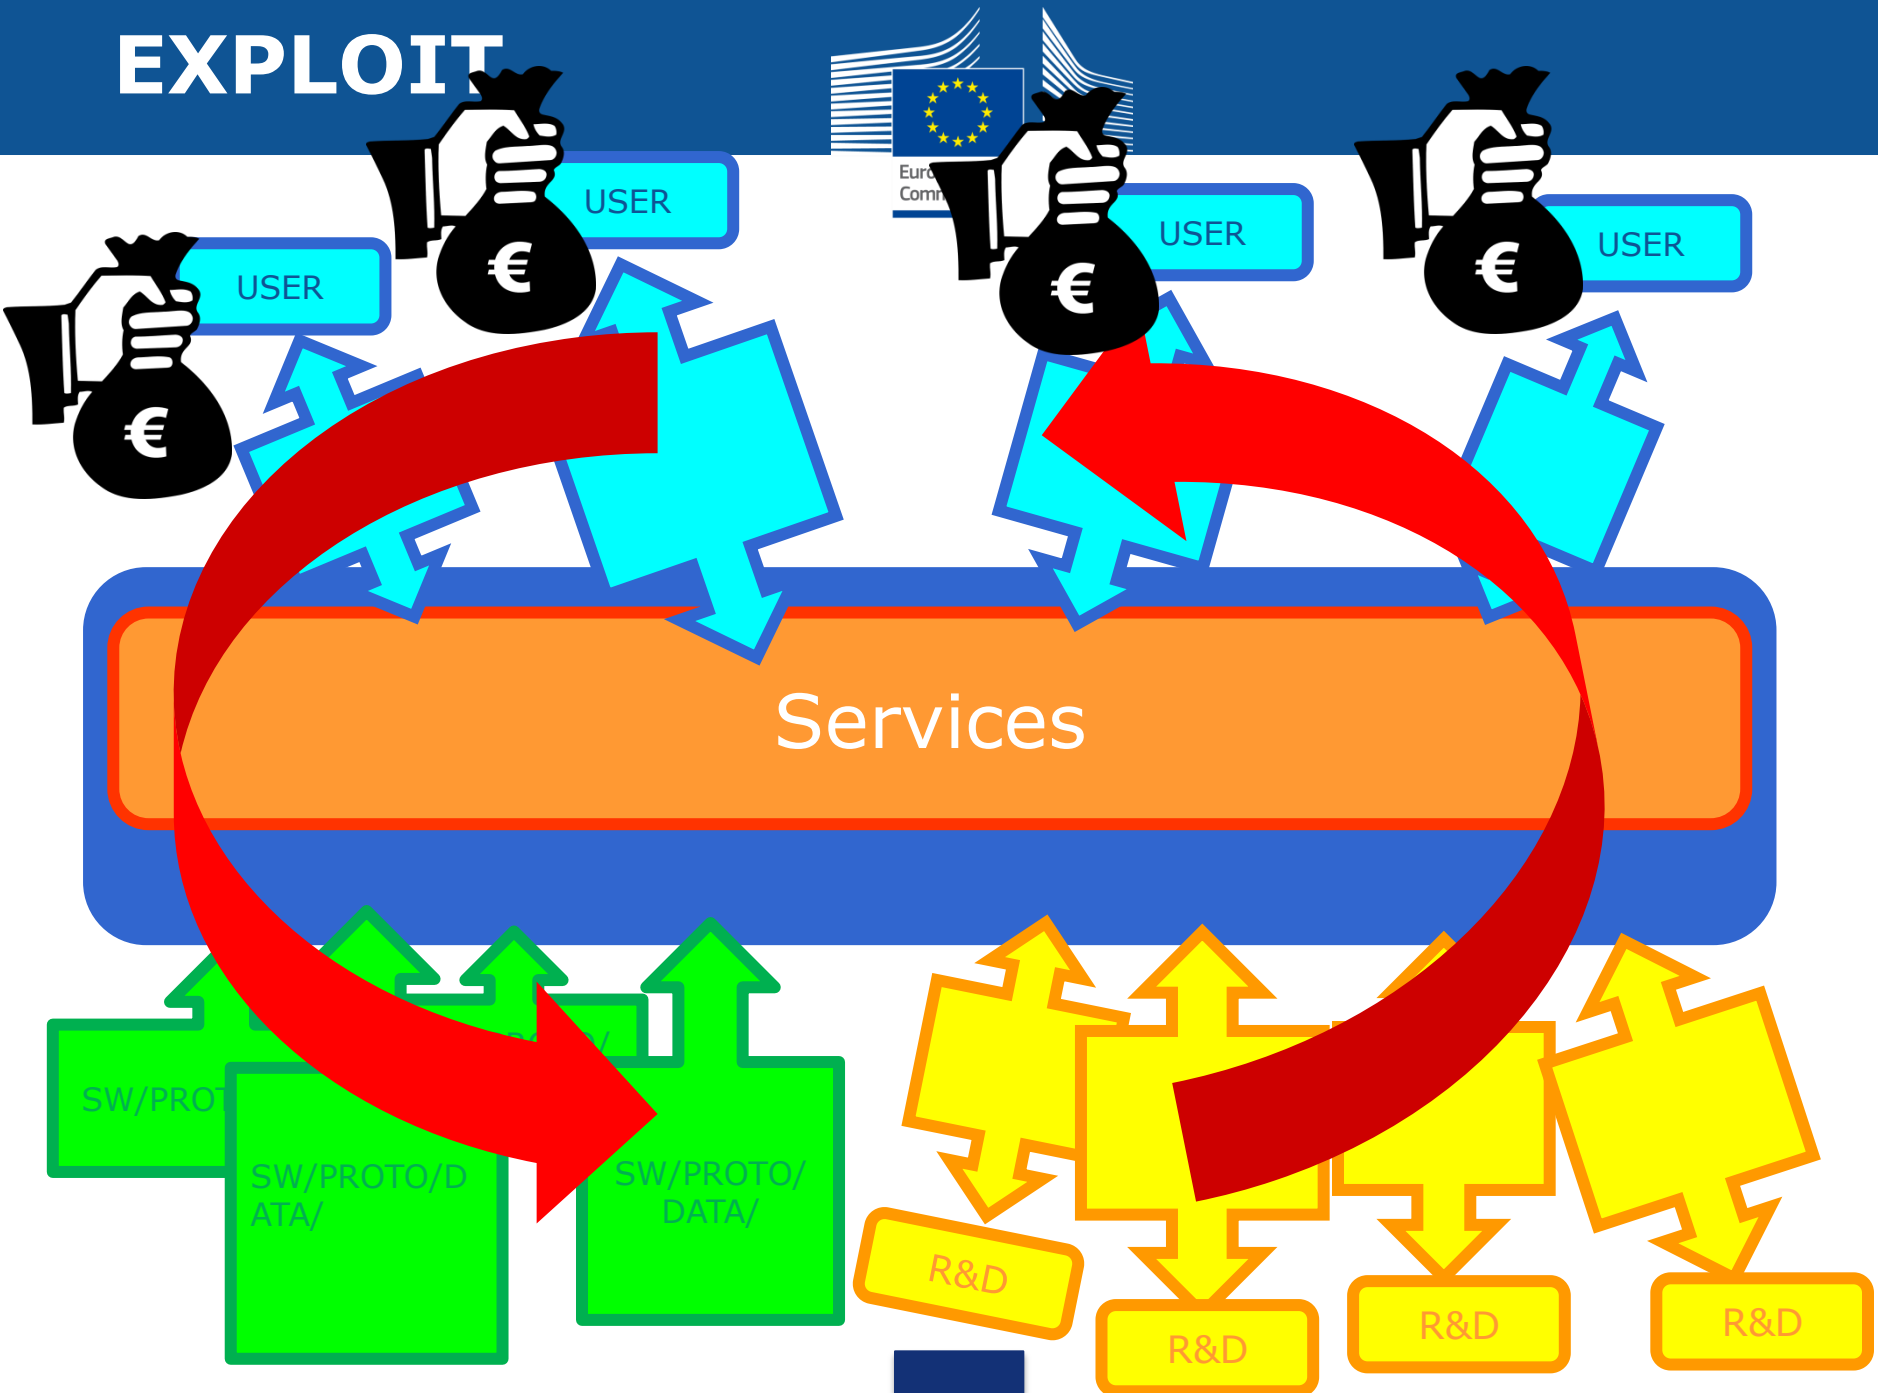 EXPLOIT
USER
USER
USER
USER
€
€
€
€
Services
SW/PROT
SW/PROTO/D
ATA/
SW/PROTO/
DATA/
R&D
R&D
R&D
R&D